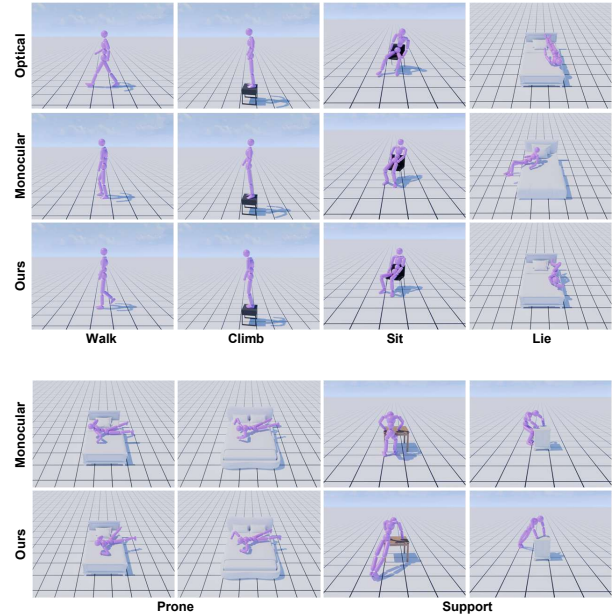 Optical
Monocular
Ours
Walk Climb Sit Lie
Monocular
Ours
Prone Support